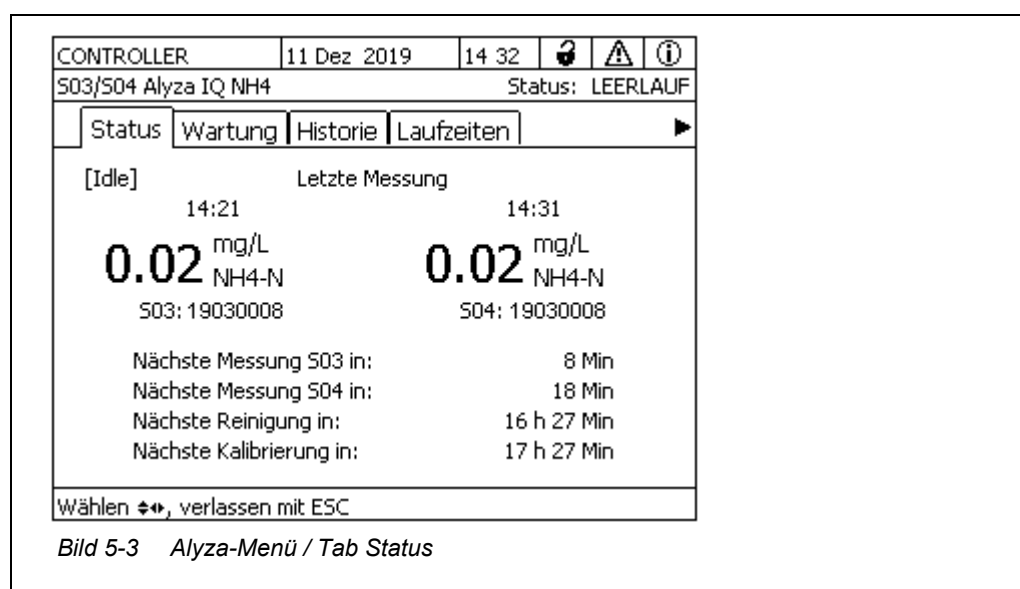 CONTROLLER 11 Dez 2019 14 32
S03/S04 Alyza IQ NH4 Status: LEERLAUF
Status Wartung Historie Laufzeiten
[Idle] Letzte Messung
14:21 14:31
0.02 mg/L NH4-N 0.02 mg/L NH4-N
S03: 19030008 S04: 19030008
Nächste Messung S03 in: 8 Min
Nächste Messung S04 in: 18 Min
Nächste Reinigung in: 16 h 27 Min
Nächste Kalibrierung in: 17 h 27 Min
Wählen , verlassen mit ESC
Bild 5-3 Alyza-Menü / Tab Status